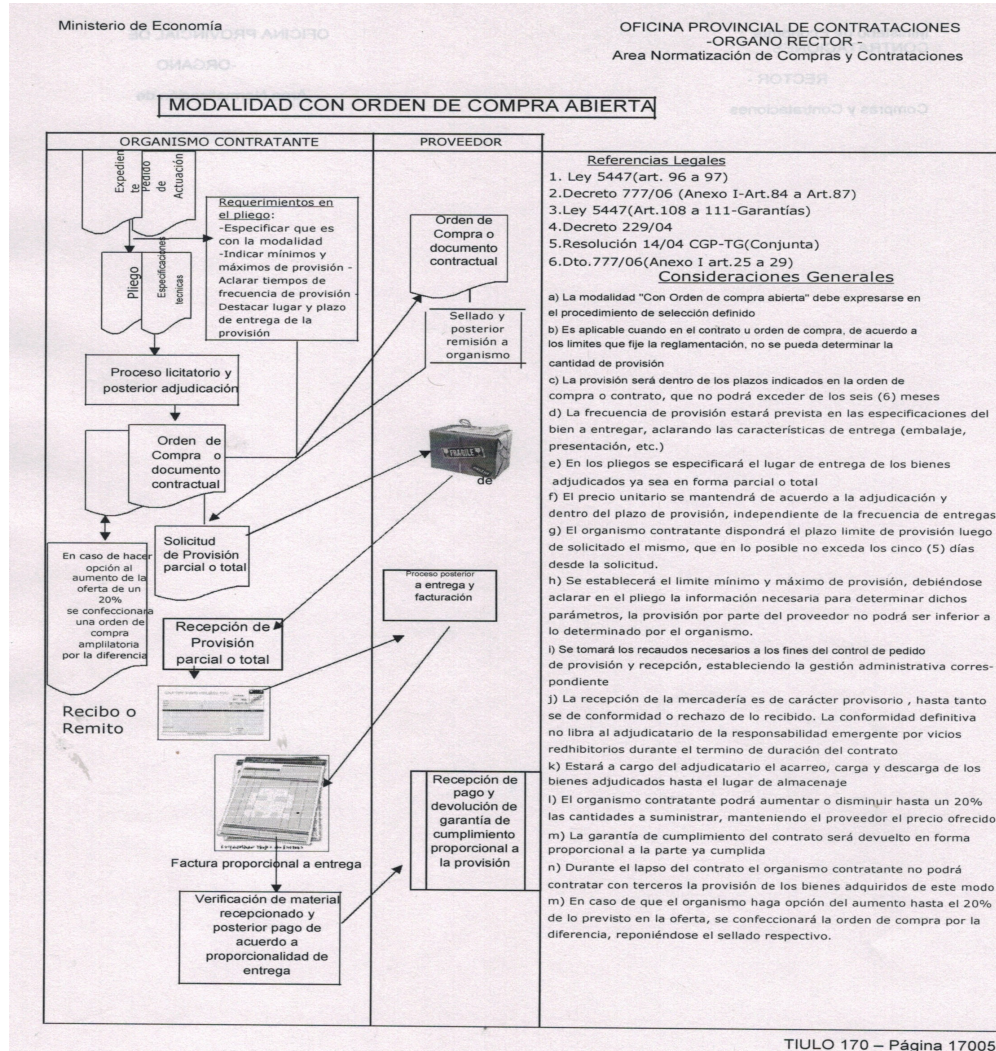 Ministerio de Economía
OFICINA PROVINCIAL DE CONTRATACIONES
-ORGANO RECTOR -
Area Normatización de Compras y Contrataciones
MODALIDAD CON ORDEN DE COMPRA ABIERTA
ORGANISMO CONTRATANTE
PROVEEDOR
Expedien
te
Pedido
de
Actuación
Requerimientos en
el pliego:
-Especificar que es
con la modalidad
-Indicar mínimos y
máximos de provisión -
Aclarar tiempos de
frecuencia de provisión -
Destacar lugar y plazo
de entrega de la
provisión
Pliego
Especificaciones
tecnicas
Proceso licitatorio y
posterior adjudicación
Orden de
Compra o
documento
contractual
En caso de hacer
opción al
aumento de la
oferta de un
20%
se confeccionara
una orden de
compra
amplilatoria
por la diferencia
Solicitud
de Provisión
parcial o total
Recepción de
Provisión
parcial o total
Recibo o
Remito
Factura proporcional a entrega
Verificación de material
recepcionado y
posterior pago de
acuerdo a
proporcionalidad de
entrega
Orden de
Compra o
documento
contractual
Sellado y
posterior
remisión a
organismo
FRAGILE
de
Proceso posterior
a entrega y
facturación
Recepción de
pago y
devolución de
garantía de
cumplimiento
proporcional a
la provisión
Referencias Legales
1. Ley 5447(art. 96 a 97)
2.Decreto 777/06 (Anexo I-Art.84 a Art.87)
3.Ley 5447(Art.108 a 111-Garantías)
4.Decreto 229/04
5.Resolución 14/04 CGP-TG(Conjunta)
6.Dto.777/06(Anexo I art.25 a 29)
Consideraciones Generales
a) La modalidad "Con Orden de compra abierta" debe expresarse en
el procedimiento de selección definido
b) Es aplicable cuando en el contrato u orden de compra, de acuerdo a
los limites que fije la reglamentación, no se pueda determinar la
cantidad de provisión
c) La provisión será dentro de los plazos indicados en la orden de
compra o contrato, que no podrá exceder de los seis (6) meses
d) La frecuencia de provisión estará prevista en las especificaciones del
bien a entregar, aclarando las características de entrega (embalaje,
presentación, etc.)
e) En los pliegos se especificará el lugar de entrega de los bienes
adjudicados ya sea en forma parcial o total
f) El precio unitario se mantendrá de acuerdo a la adjudicación y
dentro del plazo de provisión, independiente de la frecuencia de entregas
g) El organismo contratante dispondrá el plazo limite de provisión luego
de solicitado el mismo, que en lo posible no exceda los cinco (5) días
desde la solicitud.
h) Se establecerá el limite mínimo y máximo de provisión, debiéndose
aclarar en el pliego la información necesaria para determinar dichos
parámetros, la provisión por parte del proveedor no podrá ser inferior a
lo determinado por el organismo.
i) Se tomará los recaudos necesarios a los fines del control de pedido
de provisión y recepción, estableciendo la gestión administrativa corres-
pondiente
j) La recepción de la mercadería es de carácter provisorio , hasta tanto
se de conformidad o rechazo de lo recibido. La conformidad definitiva
no libra al adjudicatario de la responsabilidad emergente por vicios
redhibitorios durante el termino de duración del contrato
k) Estará a cargo del adjudicatario el acarreo, carga y descarga de los
bienes adjudicados hasta el lugar de almacenaje
l) El organismo contratante podrá aumentar o disminuir hasta un 20%
las cantidades a suministrar, manteniendo el proveedor el precio ofrecido
m) La garantía de cumplimiento del contrato será devuelto en forma
proporcional a la parte ya cumplida
n) Durante el lapso del contrato el organismo contratante no podrá
contratar con terceros la provisión de los bienes adquiridos de este modo
m) En caso de que el organismo haga opción del aumento hasta el 20%
de lo previsto en la oferta, se confeccionará la orden de compra por la
diferencia, reponiéndose el sellado respectivo.
TIULO 170 – Página 17005